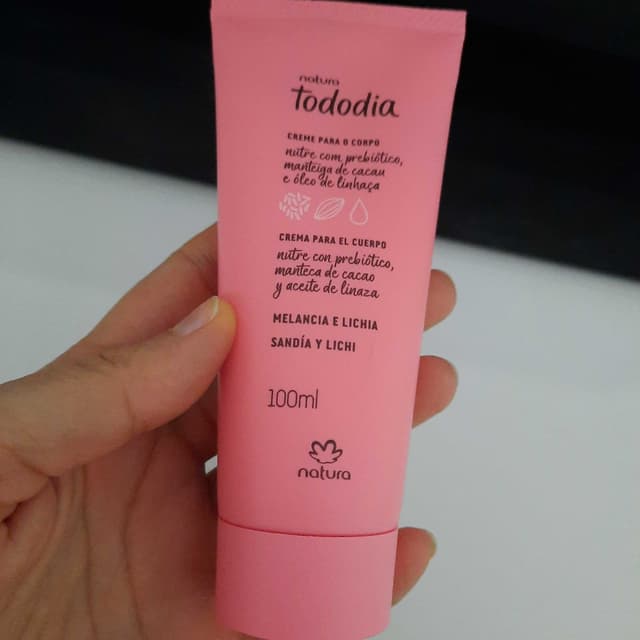 natura
Tododia
CREME PARA O CORPO
nutre com prebiótico,
manteiga de cacau
e óleo de linhaça
CREMA PARA EL CUERPO
nutre con prebiótico,
manteca de cacao
y aceite de linaza
MELANCIA E LICHIA
SANDÍA Y LICHI
100ml
natura